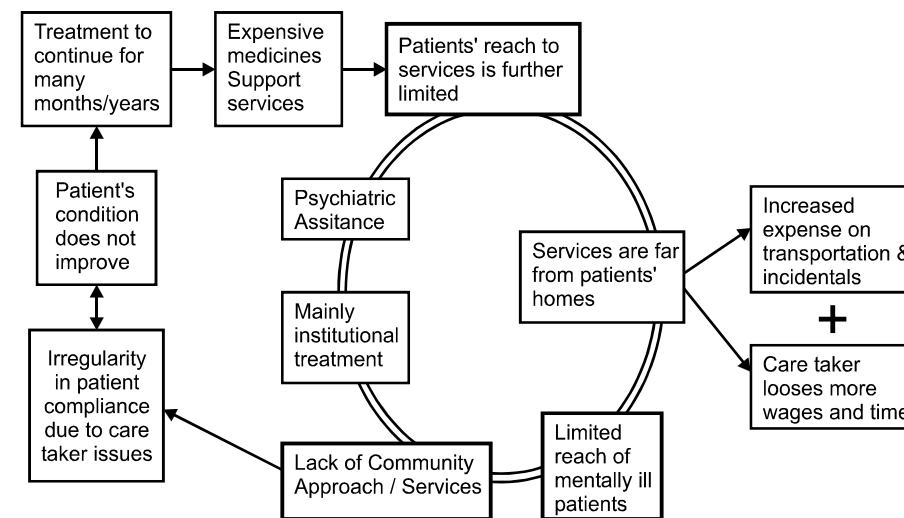 Treatment to
continue for
many
months/years
Expensive
medicines
Support
services
Patients' reach to
services is further
limited
Patient's
condition
does not
improve
Psychiatric
Assitance
Services are far
from patients'
homes
Increased
expense on
transportation &
incidentals
+
Mainly
institutional
treatment
Irregularity
in patient
compliance
due to care
taker issues
Care taker
looses more
wages and time
Lack of Community
Approach / Services
Limited
reach of
mentally ill
patients